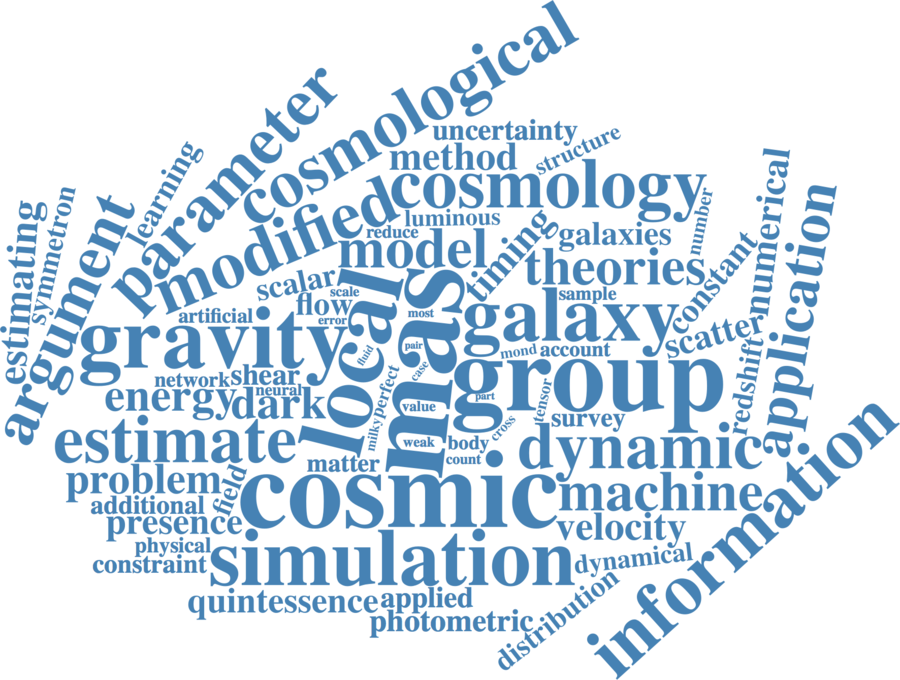 cosmological
uncertainty
structure
method
parameter
learning
cosmology
modified
luminous
reduce
number
numerical
symmetron
estimating
argument
model
timing
galaxies
theories
constant
application
scalar
scale
flow
error
artificial
sample
most
local
mas
galaxy
scatter
gravity
fluid
pair
mond
account
case
network
shear
neural
perfect
group
redshift
energy
dark
value
part
tensor
survey
milky
cross
estimate
weak
body
dynamic
matter
count
problem
field
cosmic
machine
information
additional
presence
velocity
physical
constraint
simulation
dynamical
quintessence
applied
distribution
photometric